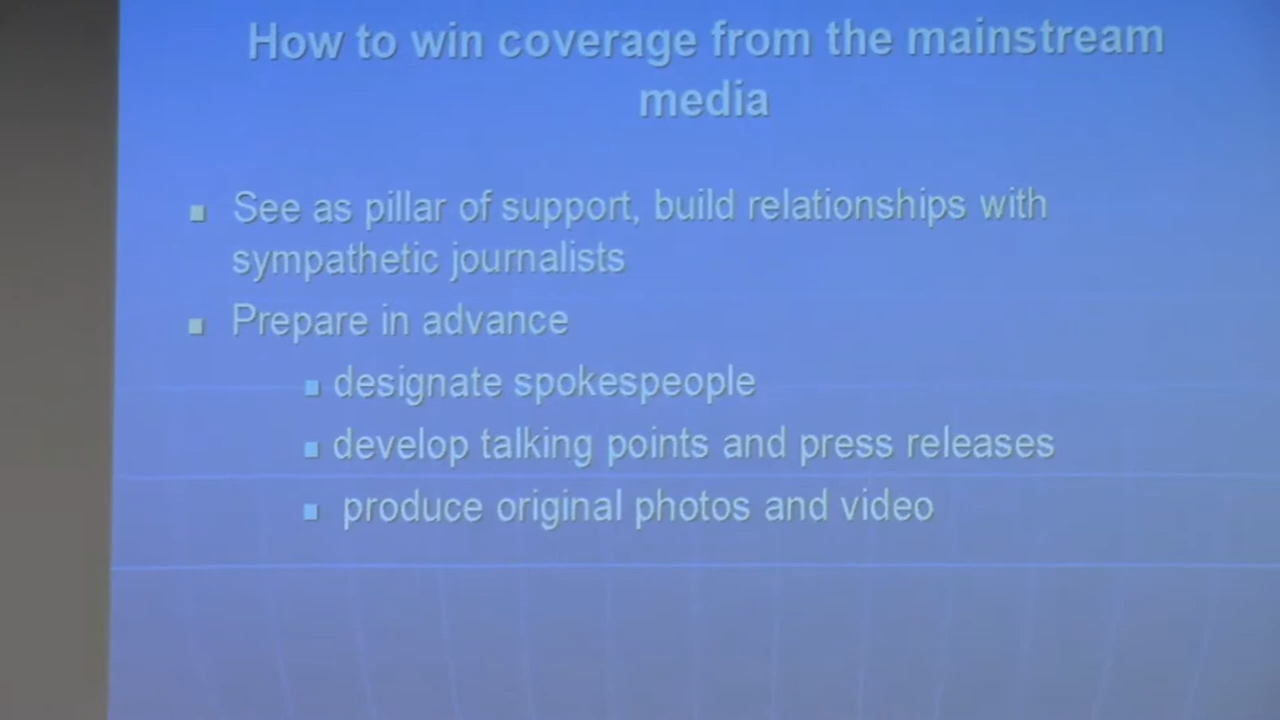 How to win coverage from the mainstream
media
See as pillar of support, build relationships with
sympathetic journalists
Prepare in advance
designate spokespeople
develop talking points and press releases
produce original photos and video